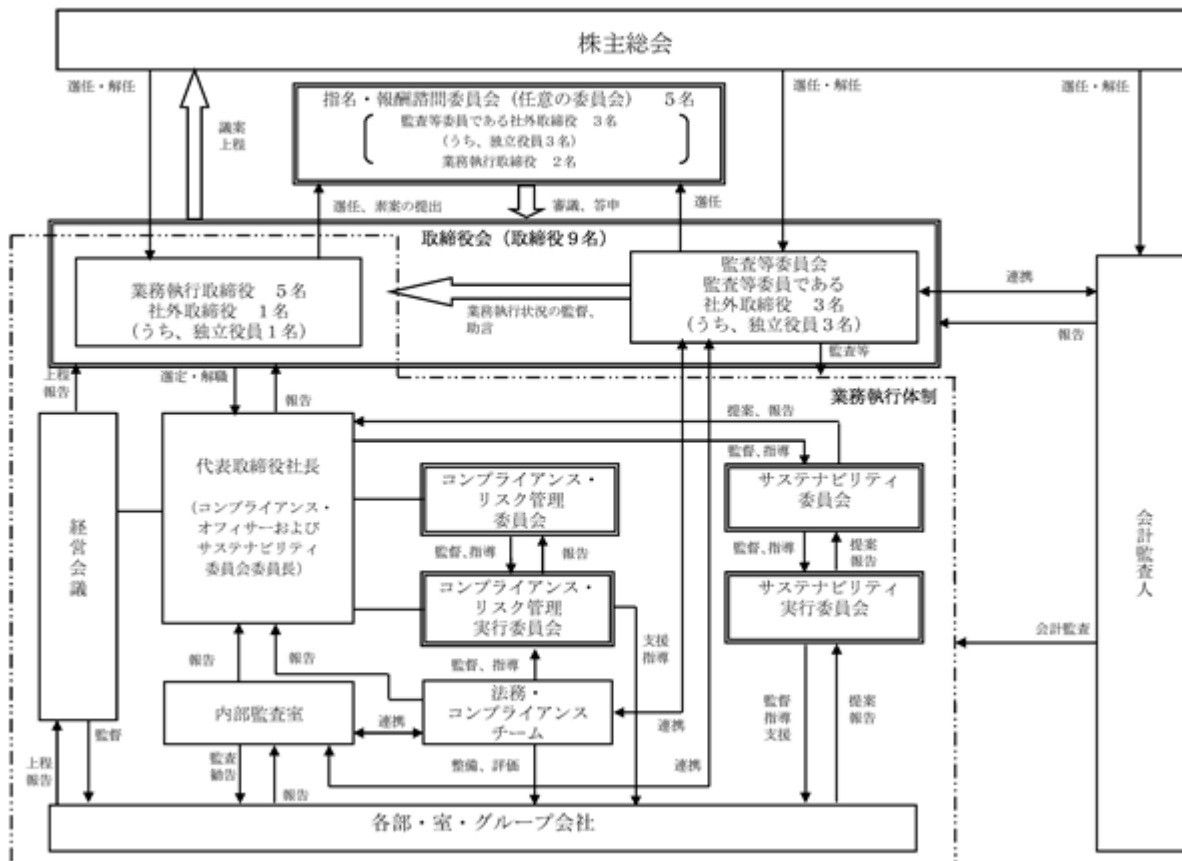 株主総会
選任・解任
議案
上程
指名・報酬諮問委員会（任意の委員会）　５名
監査等委員である社外取締役　３名
（うち、独立役員３名）
業務執行取締役　２名
選任・解任
選任・解任
選任、素案の提出
審議、答申
選任
取締役会（取締役９名）
業務執行取締役　５名
社外取締役　１名
（うち、独立役員１名）
業務執行状況の監督、
助言
監査等委員会
監査等委員である
社外取締役　３名
（うち、独立役員３名）
連携
報告
監査等
上程
報告
選定・解職
報告
業務執行体制
提案、報告
監督、指導
経営会議
代表取締役社長
（コンプライアンス・
オフィサーおよび
サステナビリティ
委員会委員長）
コンプライアンス・
リスク管理
委員会
サステナビリティ
委員会
監督、指導
報告
監督、指導
提案
報告
コンプライアンス・
リスク管理
実行委員会
サステナビリティ
実行委員会
会計監査人
会計監査
報告
報告
監督、指導
支援
指導
内部監査室
連携
法務・
コンプライアンス
チーム
連携
監督
指導
支援
提案
報告
監督
上程
報告
監査
勧告
報告
整備、評価
連携
各部・室・グループ会社